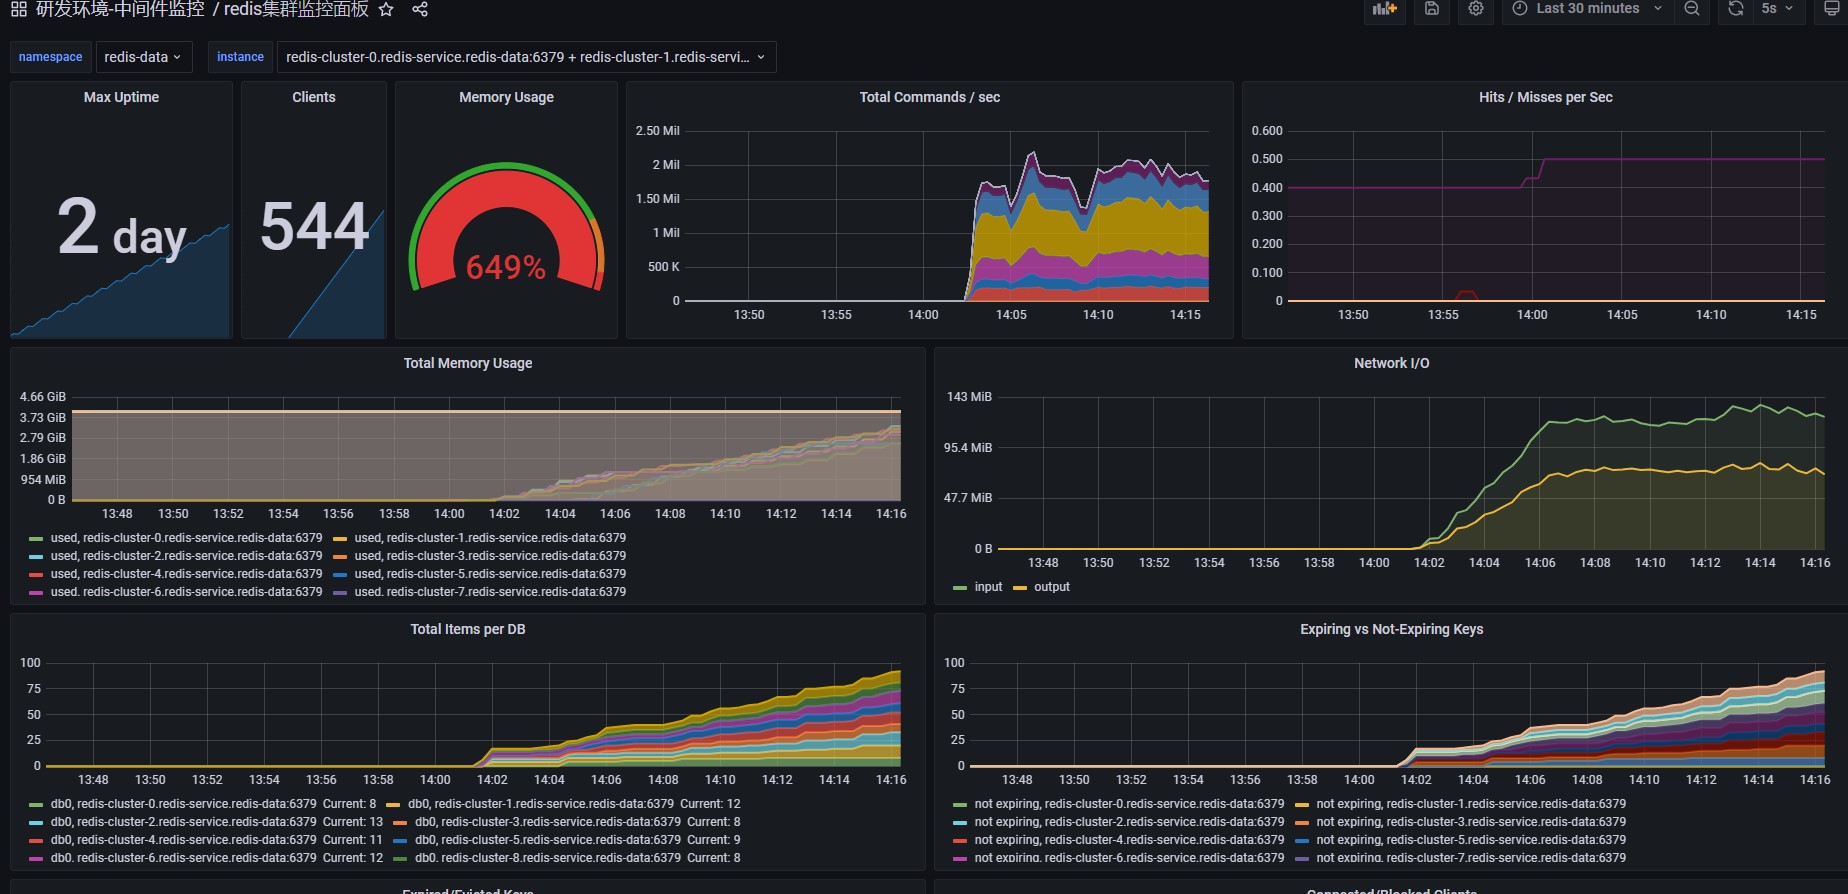 研发环境-中间件监控 / redis集群监控面板
Last 30 minutes
5s
namespace
redis-data
instance
redis-cluster-0.redis-service.redis-data:6379 + redis-cluster-1.redis-servi...
Max Uptime
2 day
Clients
544
Memory Usage
649%
Total Commands / sec
2.50 Mil
2 Mil
1.50 Mil
1 Mil
500 K
0
13:50 13:55 14:00 14:05 14:10 14:15
Hits / Misses per Sec
0.600
0.500
0.400
0.300
0.200
0.100
0
13:50 13:55 14:00 14:05 14:10 14:15
Total Memory Usage
4.66 GiB
3.73 GiB
2.79 GiB
1.86 GiB
954 MiB
0 B
13:48 13:50 13:52 13:54 13:56 13:58 14:00 14:02 14:04 14:06 14:08 14:10 14:12 14:14 14:16
used, redis-cluster-0.redis-service.redis-data:6379 used, redis-cluster-1.redis-service.redis-data:6379
used, redis-cluster-2.redis-service.redis-data:6379 used, redis-cluster-3.redis-service.redis-data:6379
used, redis-cluster-4.redis-service.redis-data:6379 used, redis-cluster-5.redis-service.redis-data:6379
used, redis-cluster-6.redis-service.redis-data:6379 used, redis-cluster-7.redis-service.redis-data:6379
Network I/O
143 MiB
95.4 MiB
47.7 MiB
0 B
13:48 13:50 13:52 13:54 13:56 13:58 14:00 14:02 14:04 14:06 14:08 14:10 14:12 14:14 14:16
input output
Total Items per DB
100
75
50
25
0
13:48 13:50 13:52 13:54 13:56 13:58 14:00 14:02 14:04 14:06 14:08 14:10 14:12 14:14 14:16
db0, redis-cluster-0.redis-service.redis-data:6379 Current: 8 db0, redis-cluster-1.redis-service.redis-data:6379 Current: 12
db0, redis-cluster-2.redis-service.redis-data:6379 Current: 13 db0, redis-cluster-3.redis-service.redis-data:6379 Current: 8
db0, redis-cluster-4.redis-service.redis-data:6379 Current: 11 db0, redis-cluster-5.redis-service.redis-data:6379 Current: 9
db0, redis-cluster-6.redis-service.redis-data:6379 Current: 12 db0, redis-cluster-8.redis-service.redis-data:6379 Current: 8
Expiring vs Not-Expiring Keys
100
75
50
25
0
13:48 13:50 13:52 13:54 13:56 13:58 14:00 14:02 14:04 14:06 14:08 14:10 14:12 14:14 14:16
not expiring, redis-cluster-0.redis-service.redis-data:6379 not expiring, redis-cluster-1.redis-service.redis-data:6379
not expiring, redis-cluster-2.redis-service.redis-data:6379 not expiring, redis-cluster-3.redis-service.redis-data:6379
not expiring, redis-cluster-4.redis-service.redis-data:6379 not expiring, redis-cluster-5.redis-service.redis-data:6379
not expiring, redis-cluster-6.redis-service.redis-data:6379 not expiring, redis-cluster-7.redis-service.redis-data:6379
Expired/Evicted Keys
Connected/Blocked Clients